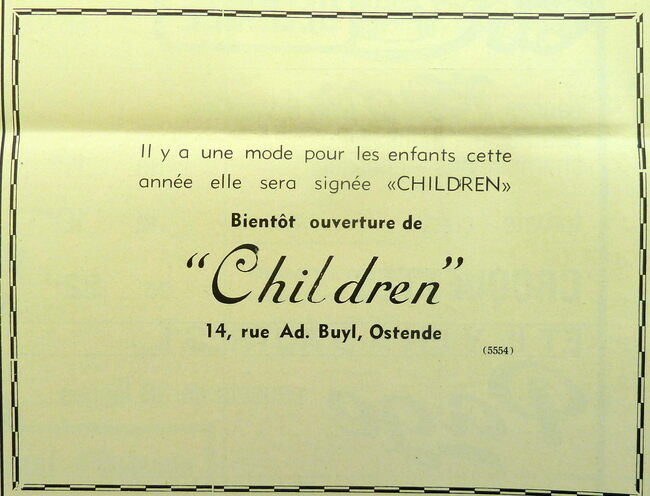 Il y a une mode pour les enfants cette
année elle sera signée «CHILDREN»
Bientôt ouverture de
"Children"
14, rue Ad. Buyl, Ostende
(5554)